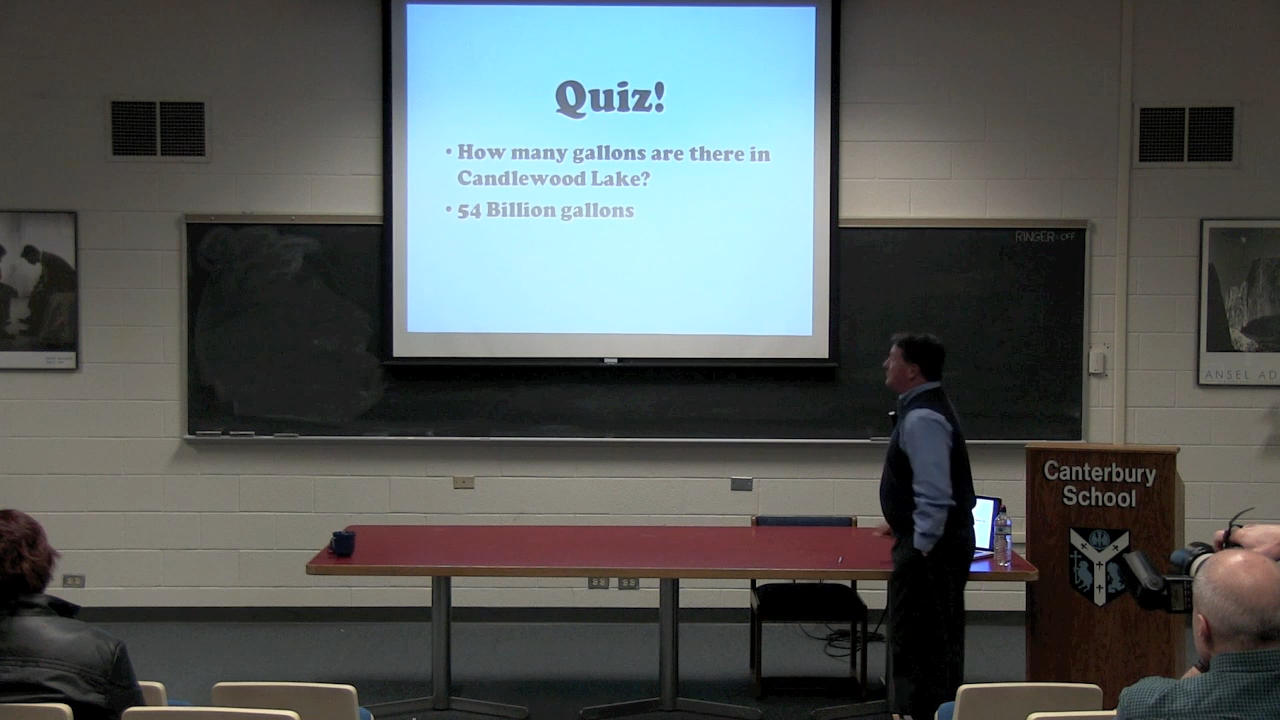 Quiz!
• How many gallons are there in
Candlewood Lake?
• 54 Billion gallons
RINGER-OFF
ANSEL AD
Canterbury
School